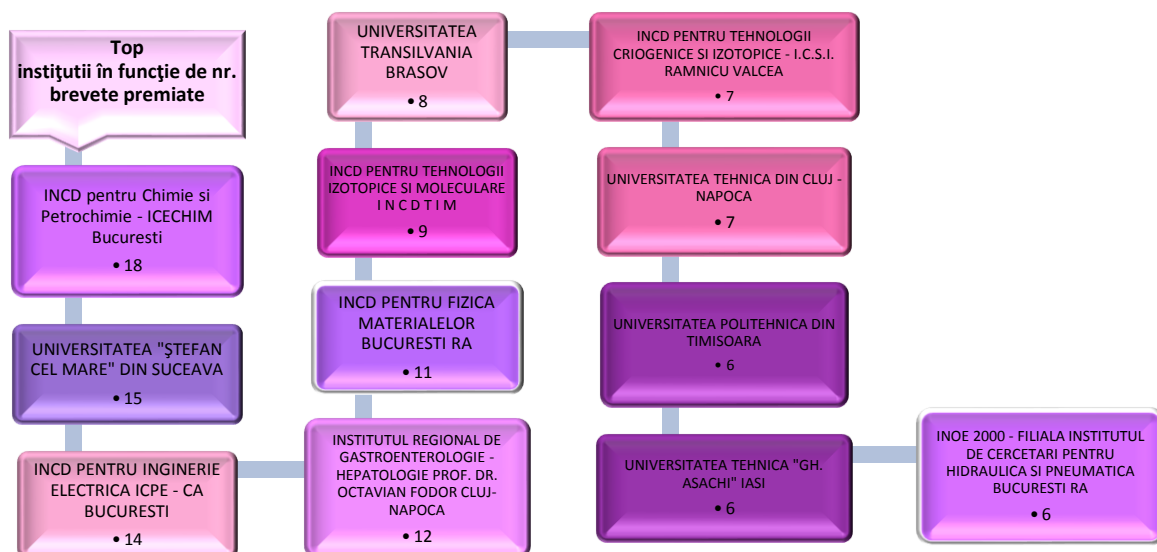 Top
instituții în funcție de nr.
brevete premiate
INCD pentru Chimie si
Petrochimie - ICECHIM
Bucuresti
• 18
UNIVERSITATEA "ŞTEFAN
CEL MARE" DIN SUCEAVA
• 15
INCD PENTRU INGINERIE
ELECTRICA ICPE - CA
BUCURESTI
• 14
INSTITUTUL REGIONAL DE
GASTROENTEROLOGIE -
HEPATOLOGIE PROF. DR.
OCTAVIAN FODOR CLUJ-
NAPOCA
• 12
INCD PENTRU FIZICA
MATERIALELOR
BUCURESTI RA
• 11
INCD PENTRU TEHNOLOGII
IZOTOPICE SI MOLECULARE
I N C D T I M
• 9
UNIVERSITATEA
TRANSILVANIA
BRASOV
• 8
INCD PENTRU TEHNOLOGII
CRIOGENICE SI IZOTOPICE - I.C.S.I.
RAMNICU VALCEA
• 7
UNIVERSITATEA TEHNICA DIN CLUJ -
NAPOCA
• 7
UNIVERSITATEA POLITEHNICA DIN
TIMISOARA
• 6
UNIVERSITATEA TEHNICA "GH.
ASACHI" IASI
• 6
INOE 2000 - FILIALA INSTITUTUL
DE CERCETARI PENTRU
HIDRAULICA SI PNEUMATICA
BUCURESTI RA
• 6